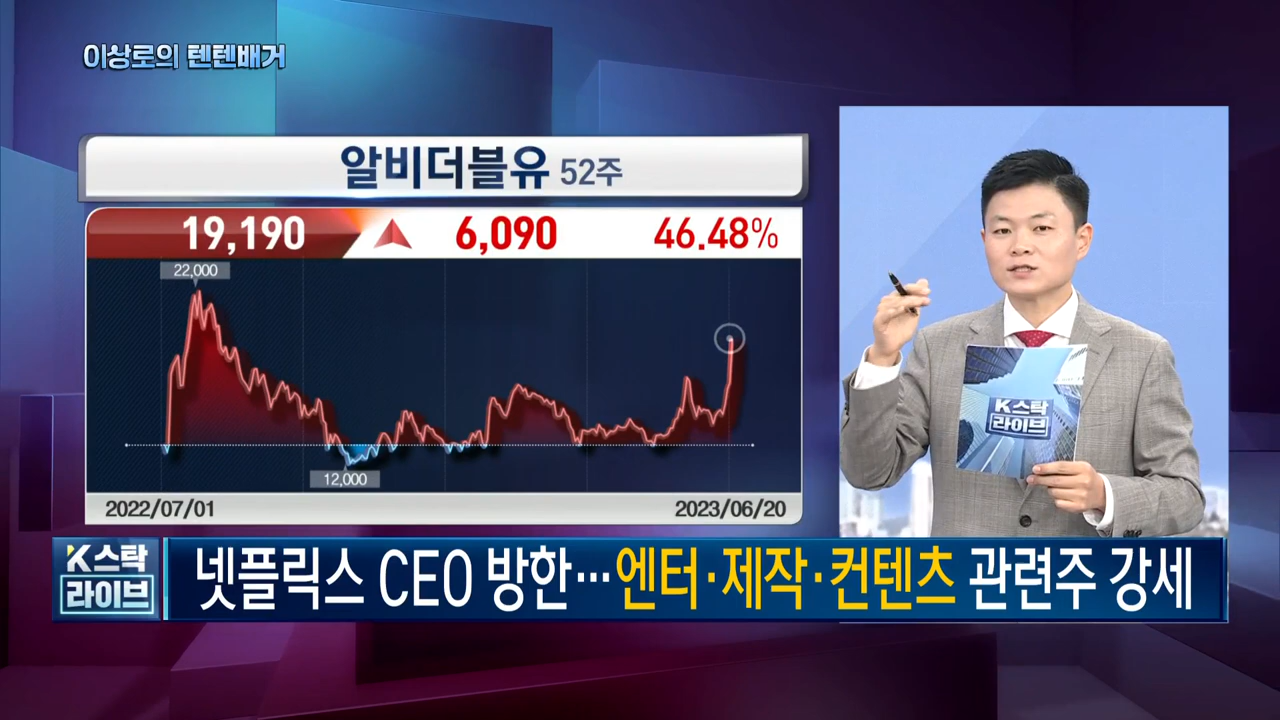 이상로의 텐텐배거
알비더블유 52주
19,190 ▲ 6,090 46.48%
22,000
12,000
2022/07/01 2023/06/20
K스탁
라이브
K스탁
라이브
넷플릭스 CEO 방한…엔터·제작·컨텐츠 관련주 강세